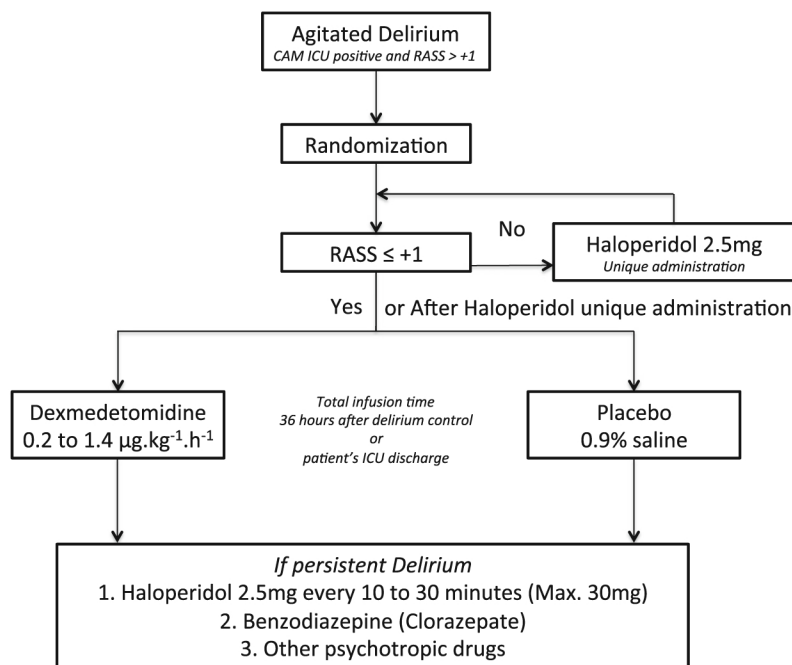 Agitated Delirium
CAM ICU positive and RASS > +1
Randomization
No
RASS ≤ +1
Haloperidol 2.5mg
Unique administration
Yes
or After Haloperidol unique administration
Dexmedetomidine
0.2 to 1.4 µg.kg⁻¹.h⁻¹
Total infusion time
36 hours after delirium control
or
patient's ICU discharge
Placebo
0.9% saline
If persistent Delirium
1. Haloperidol 2.5mg every 10 to 30 minutes (Max. 30mg)
2. Benzodiazepine (Clorazepate)
3. Other psychotropic drugs